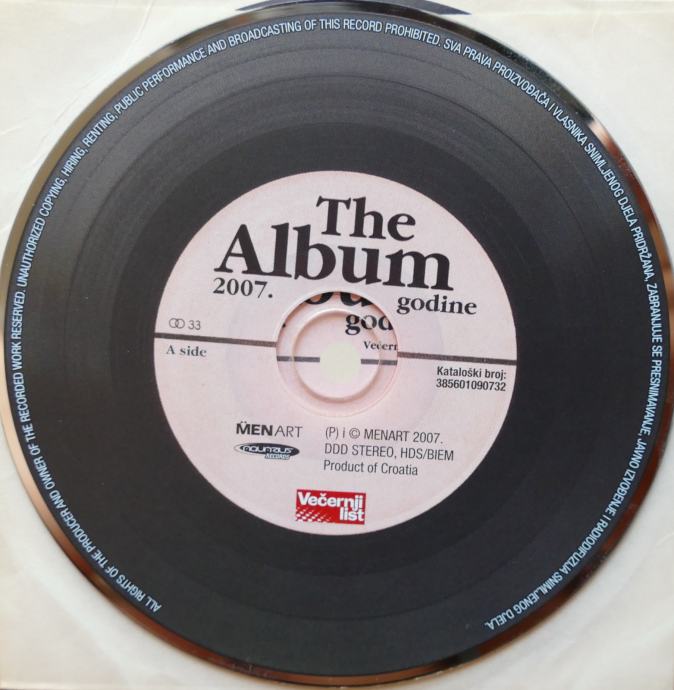 ALL RIGHTS OF THE PRODUCER AND OWNER OF THE RECORDED WORK RESERVED. UNAUTHORIZED COPYING, HIRING, RENTING, PUBLIC PERFORMANCE AND BROADCASTING OF THIS RECORD PROHIBITED. SVA PRAVA PROIZVOĐAČA I VLASNIKA SNIMLJENOG DJELA PRIDRŽANA, ZABRANJUJE SE PRESNIMAVANJE, JAVNO IZVOĐENJE I RADIODIFUZIJA SNIMLJENOG DJELA.
The
Album
2007.
godine
god
33
Večern
A side
Kataloški broj:
385601090732
MENART
(P) i © MENART 2007.
DDD STEREO, HDS/BIEM
RECORDS
Product of Croatia
Večernji
list